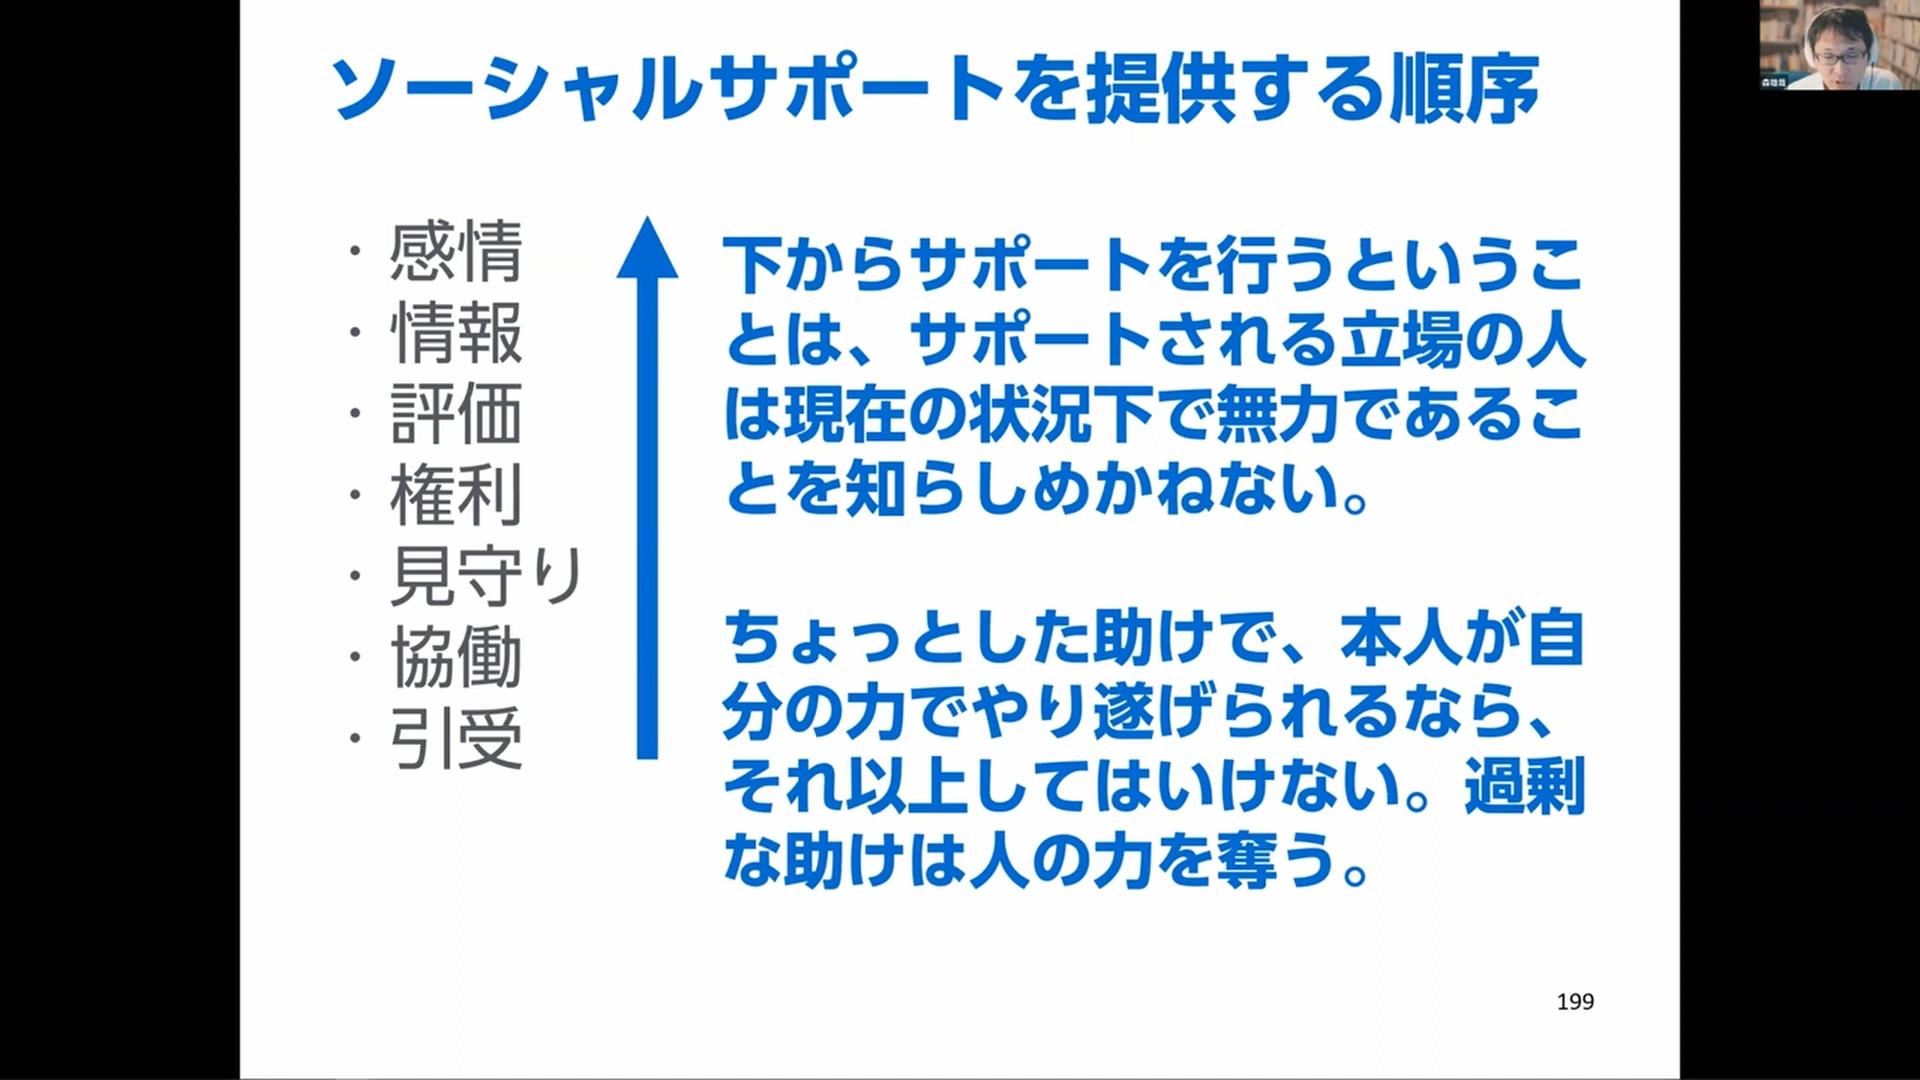 ソーシャルサポートを提供する順序
・感情
・情報
・評価
・権利
・見守り
・協働
・引受
下からサポートを行うというこ
とは、サポートされる立場の人
は現在の状況下で無力であるこ
とを知らしめかねない。
ちょっとした助けで、本人が自
分の力でやり遂げられるなら、
それ以上してはいけない。過剰
な助けは人の力を奪う。
199